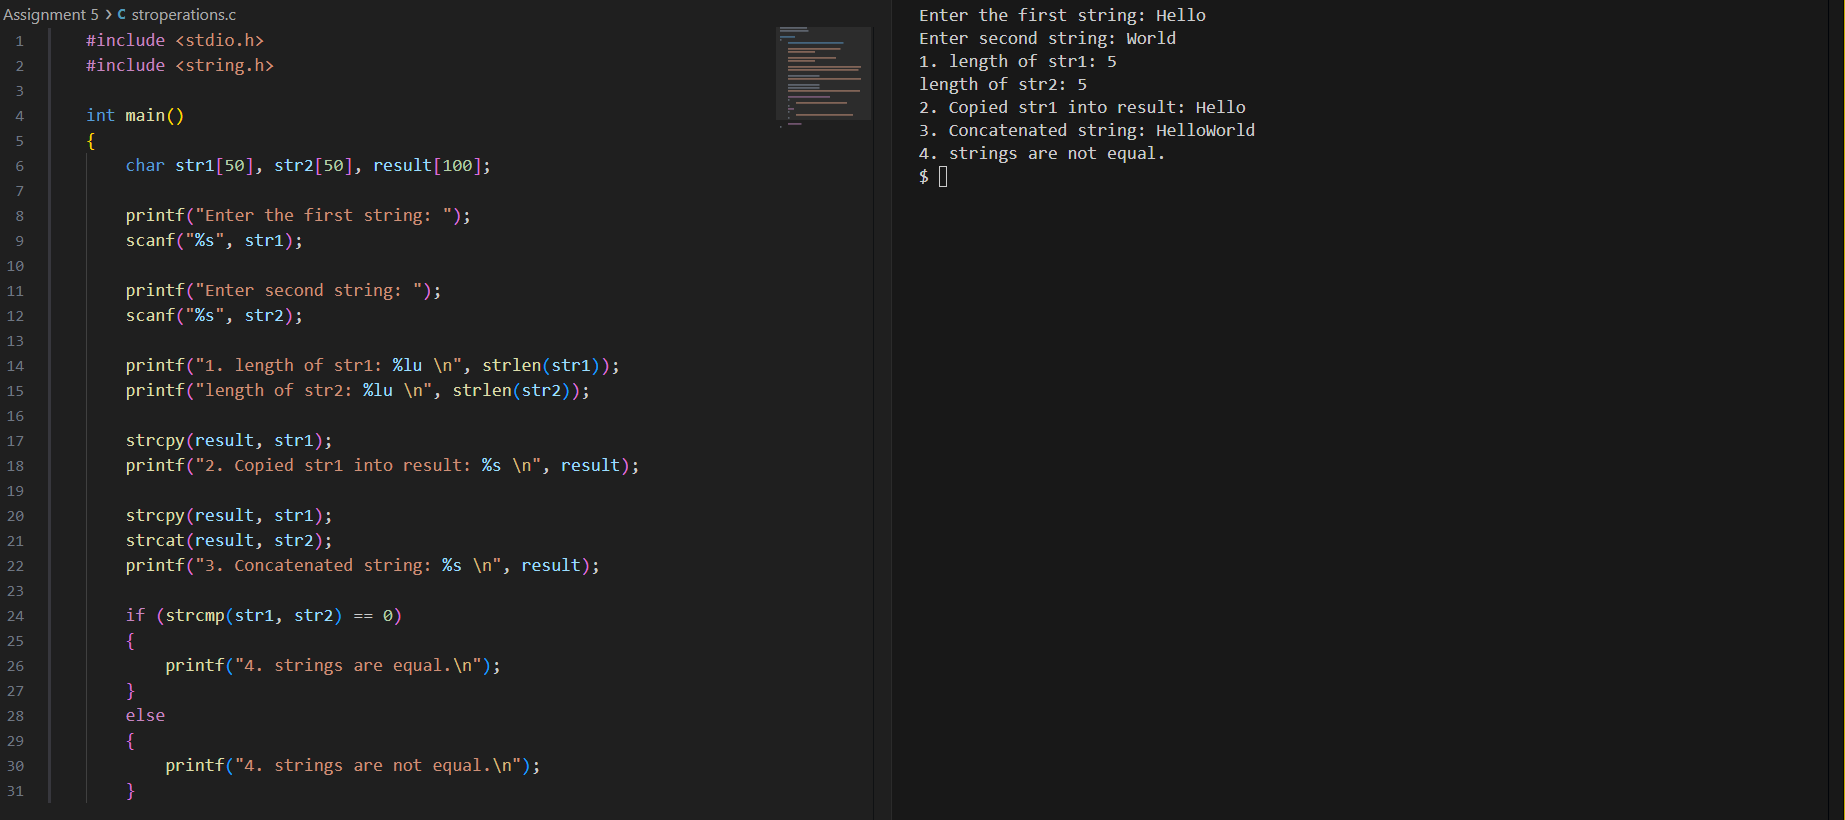 Assignment 5 > C stroperations.c
1 #include <stdio.h>
2 #include <string.h>
3
4 int main()
5 {
6     char str1[50], str2[50], result[100];
7
8     printf("Enter the first string: ");
9     scanf("%s", str1);
10
11     printf("Enter second string: ");
12     scanf("%s", str2);
13
14     printf("1. length of str1: %lu \n", strlen(str1));
15     printf("length of str2: %lu \n", strlen(str2));
16
17     strcpy(result, str1);
18     printf("2. Copied str1 into result: %s \n", result);
19
20     strcpy(result, str1);
21     strcat(result, str2);
22     printf("3. Concatenated string: %s \n", result);
23
24     if (strcmp(str1, str2) == 0)
25     {
26         printf("4. strings are equal.\n");
27     }
28     else
29     {
30         printf("4. strings are not equal.\n");
31     }
Enter the first string: Hello
Enter second string: World
1. length of str1: 5
length of str2: 5
2. Copied str1 into result: Hello
3. Concatenated string: HelloWorld
4. strings are not equal.
$